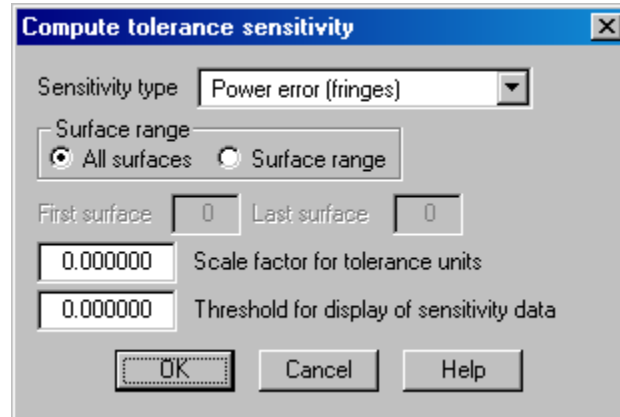 Compute tolerance sensitivity
Sensitivity type Power error (fringes)
Surface range
All surfaces Surface range
First surface 0 Last surface 0
0.000000 Scale factor for tolerance units
0.000000 Threshold for display of sensitivity data
OK Cancel Help